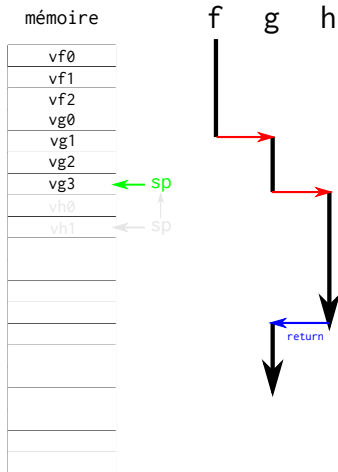 mémoire
f g h
vf0
vf1
vf2
vg0
vg1
vg2
vg3 sp
vh0
vh1 sp
return